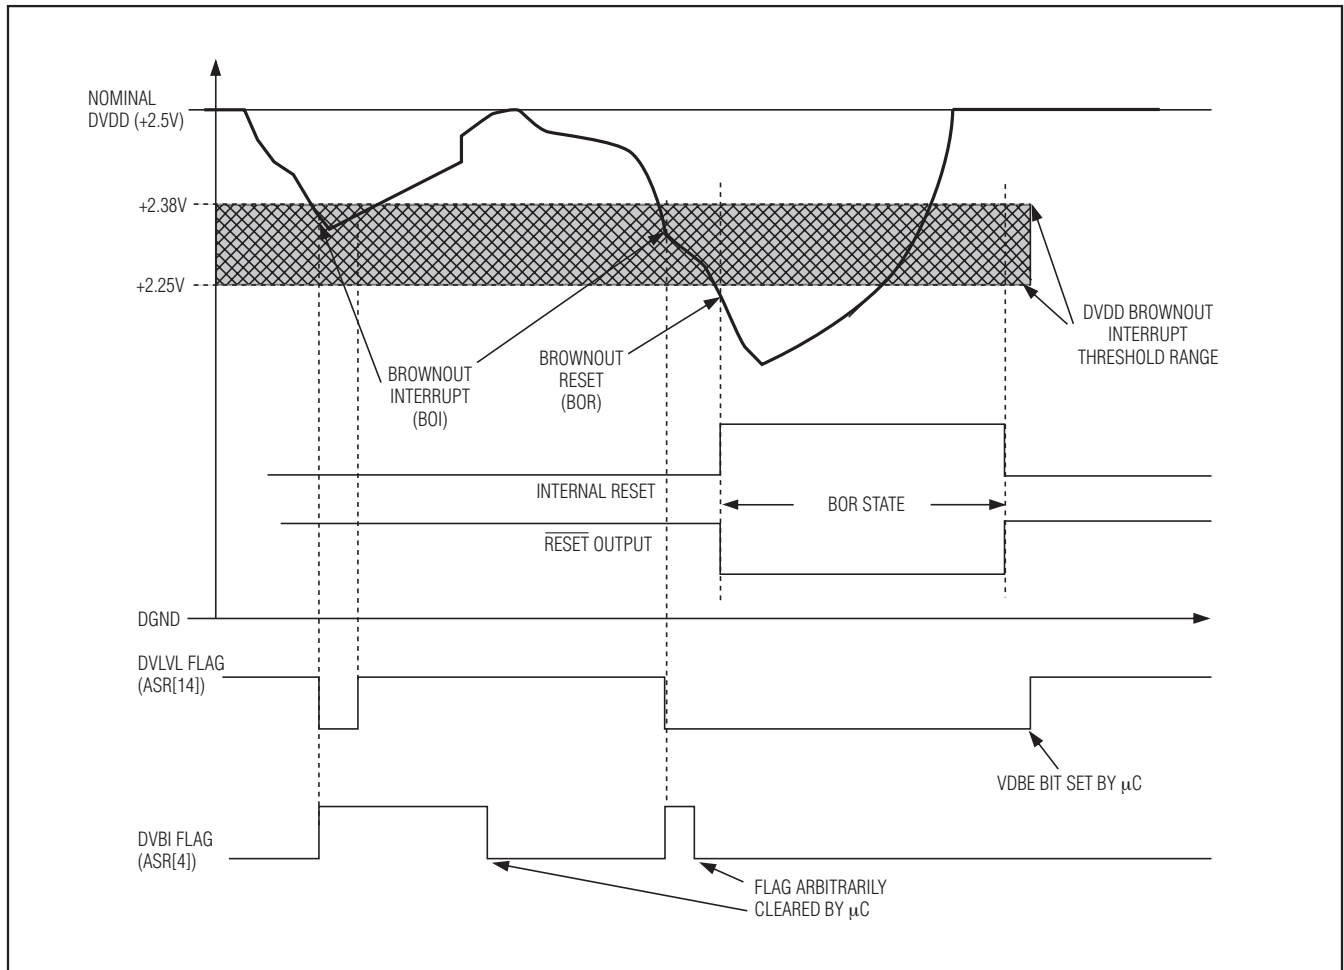 NOMINAL
DVDD (+2.5V)
+2.38V
+2.25V
DVDD BROWNOUT
INTERRUPT
THRESHOLD RANGE
BROWNOUT
INTERRUPT
(BOI)
BROWNOUT
RESET
(BOR)
INTERNAL RESET
BOR STATE
RESET OUTPUT
DGND
DVLVL FLAG
(ASR[14])
VDBE BIT SET BY μC
DVBI FLAG
(ASR[4])
FLAG ARBITRARILY
CLEARED BY μC